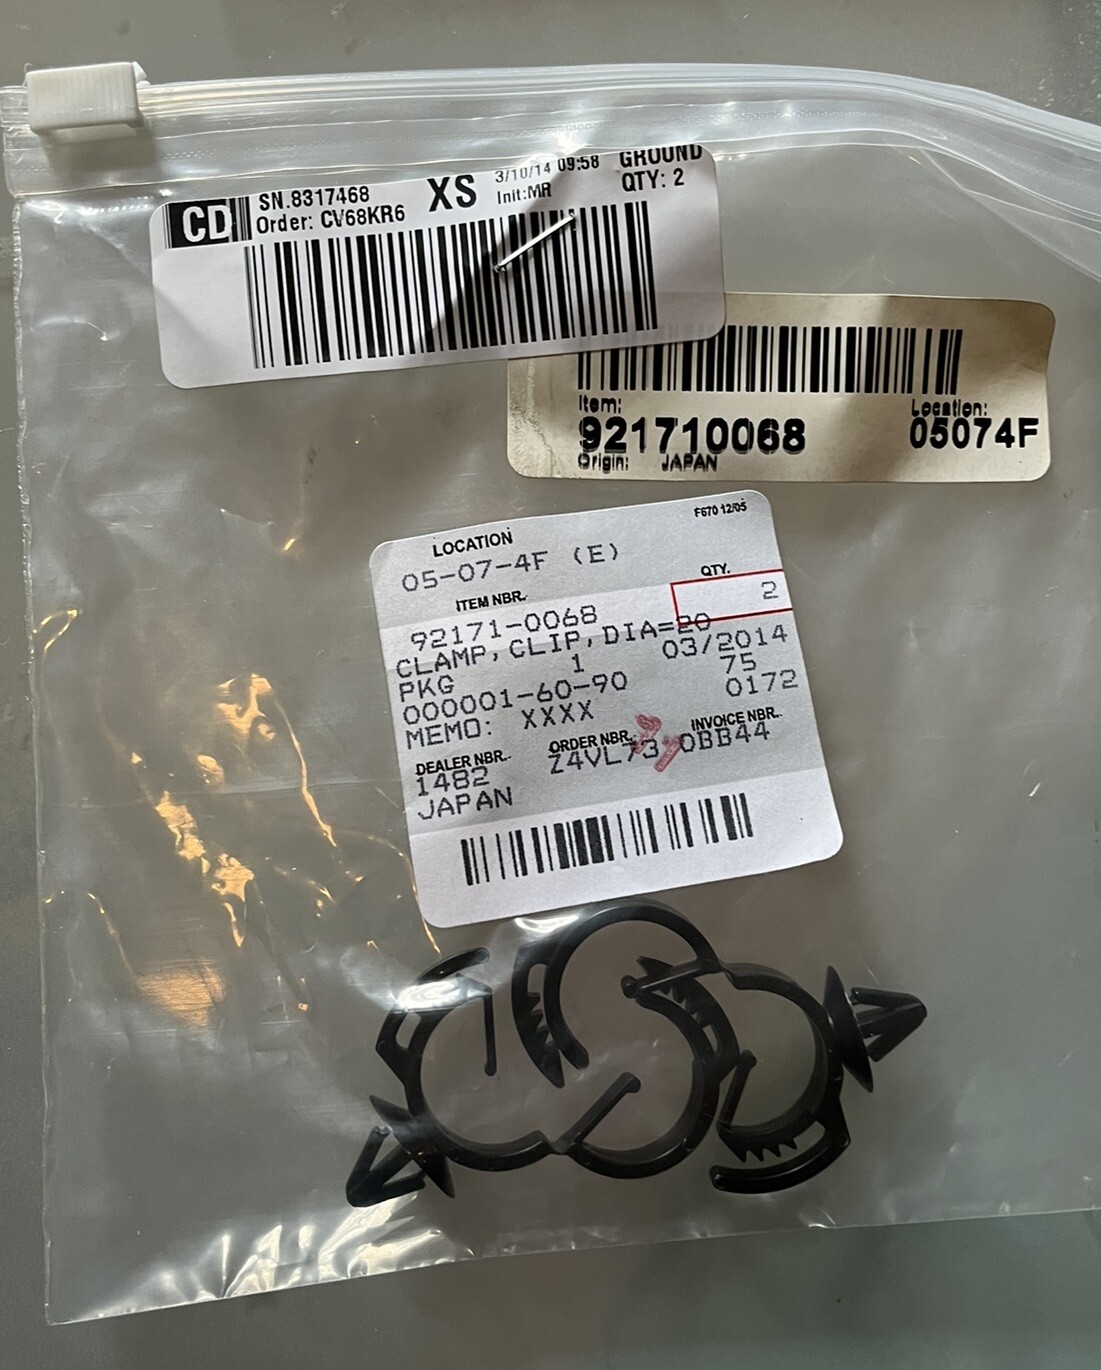 CD
SN.8317468
Order: CV68KR6
XS
3/10/14 09:58
Init:MR
GROUND
QTY: 2
Item:
921710068
Origin: JAPAN
Location:
05074F
F670 12/05
LOCATION
05-07-4F (E)
QTY.
2
ITEM NBR.
92171-0068
CLAMP, CLIP, DIA=20
PKG 1 03/2014
000001-60-90 75
MEMO: XXXX 0172
DEALER NBR. ORDER NBR. INVOICE NBR.
1482 Z4VL73 0BB44
JAPAN